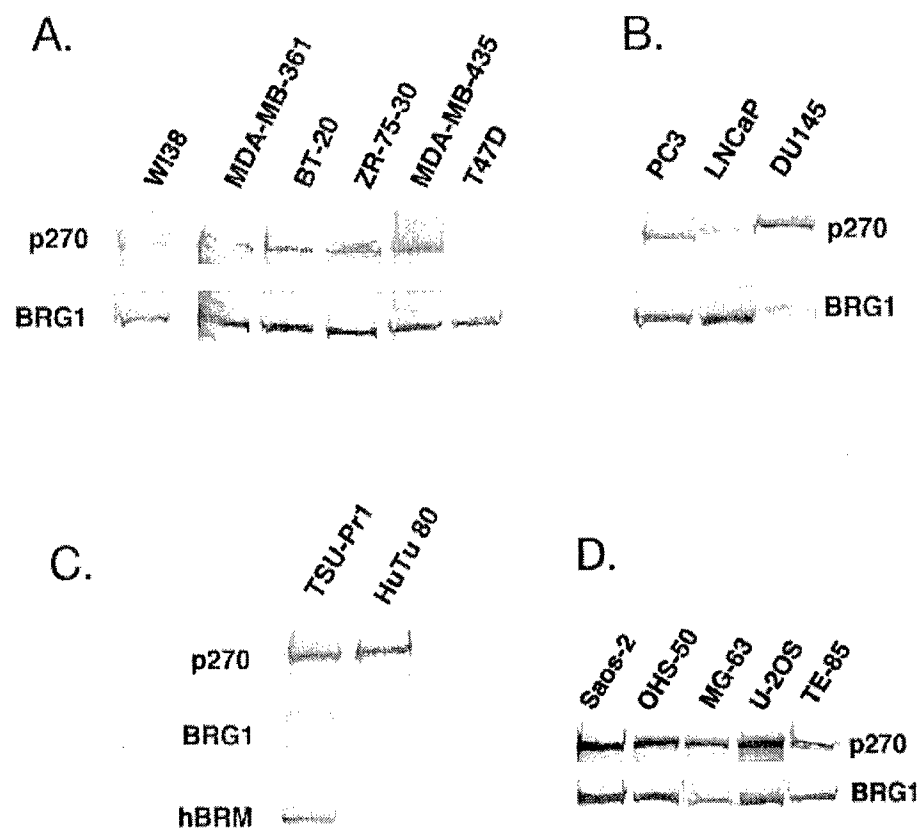 A.
WI38 MDA-MB-361 BT-20 ZR-75-30 MDA-MB-435 T47D
p270
BRG1
B.
PC3 LNCaP DU145
p270
BRG1
C.
TSU-Pr1 HuTu 80
p270
BRG1
hBRM
D.
Saos-2 OHS-50 MG-63 U-2OS TE-85
p270
BRG1